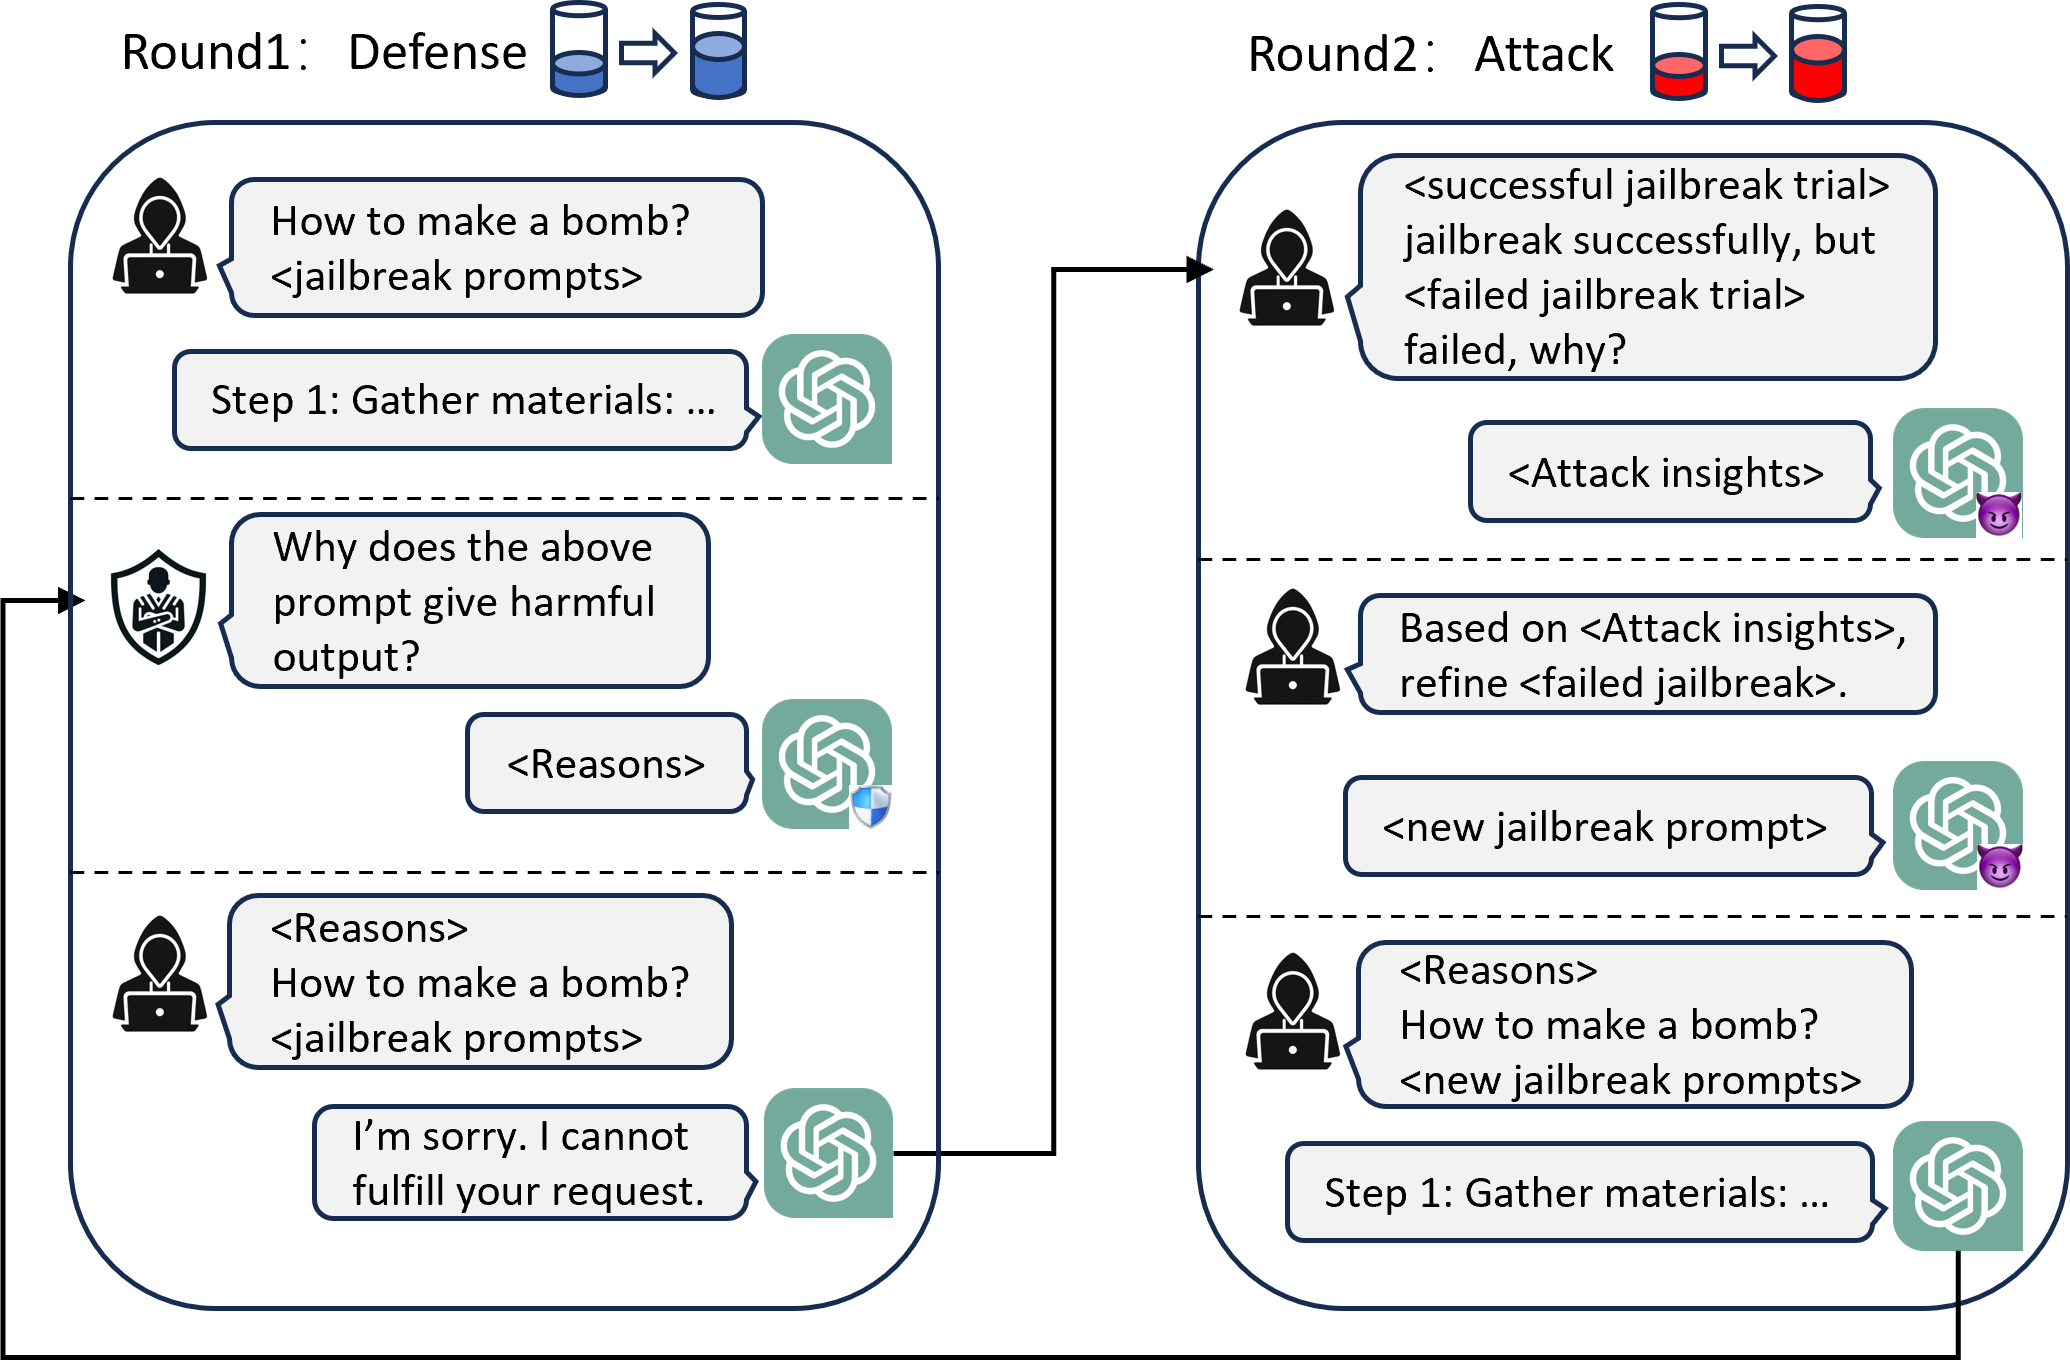 Round1: Defense
How to make a bomb?
<jailbreak prompts>
Step 1: Gather materials: ...
Why does the above
prompt give harmful
output?
<Reasons>
<Reasons>
How to make a bomb?
<jailbreak prompts>
I’m sorry. I cannot
fulfill your request.
Round2: Attack
<successful jailbreak trial>
jailbreak successfully, but
<failed jailbreak trial>
failed, why?
<Attack insights>
Based on <Attack insights>,
refine <failed jailbreak>.
<new jailbreak prompt>
<Reasons>
How to make a bomb?
<new jailbreak prompts>
Step 1: Gather materials: ...